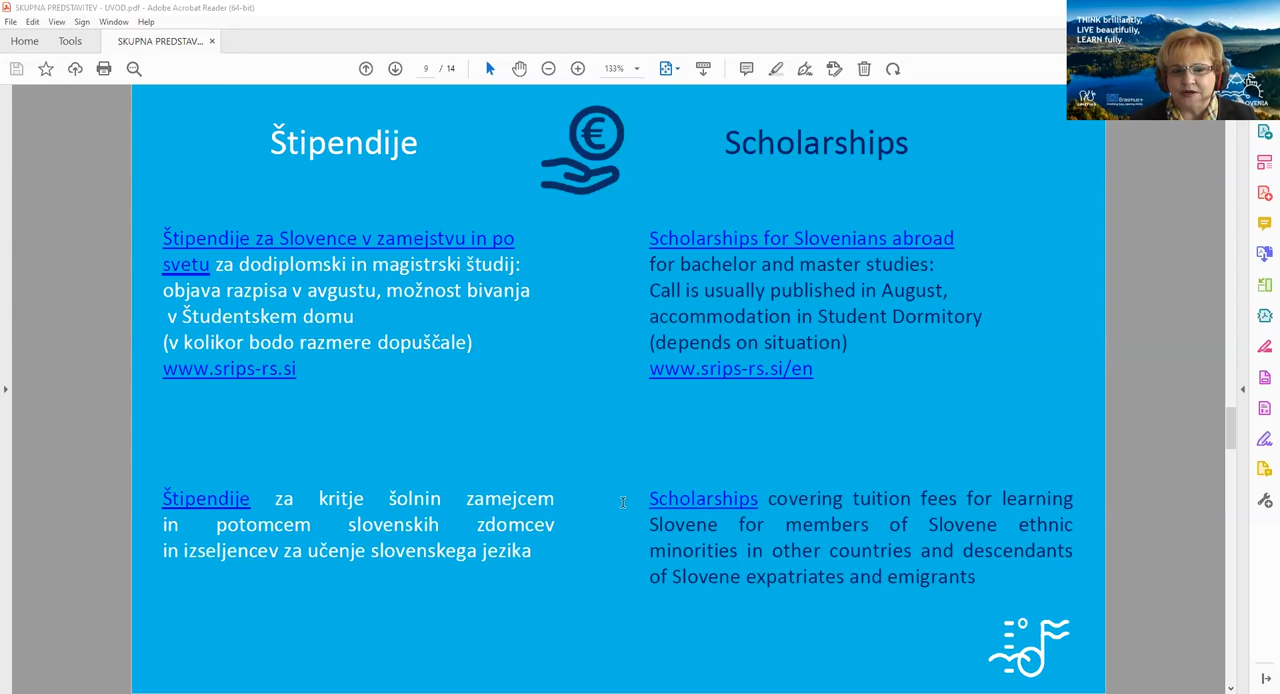 SKUPNA PREDSTAVITEV - UVOD.pdf - Adobe Acrobat Reader (64-bit)
File Edit View Sign Window Help
Home Tools SKUPNA PREDSTAV... ×
9 / 14 133%
THINK brilliantly,
LIVE beautifully,
LEARN fully
Erasmus+
Štipendije
€
Scholarships
Štipendije za Slovence v zamejstvu in po
svetu za dodiplomski in magistrski študij:
objava razpisa v avgustu, možnost bivanja
v Študentskem domu
(v kolikor bodo razmere dopuščale)
www.srips-rs.si
Scholarships for Slovenians abroad
for bachelor and master studies:
Call is usually published in August,
accommodation in Student Dormitory
(depends on situation)
www.srips-rs.si/en
Štipendije za kritje šolnin zamejcem
in potomcem slovenskih zdomcev
in izseljencev za učenje slovenskega jezika
Scholarships covering tuition fees for learning
Slovene for members of Slovene ethnic
minorities in other countries and descendants
of Slovene expatriates and emigrants